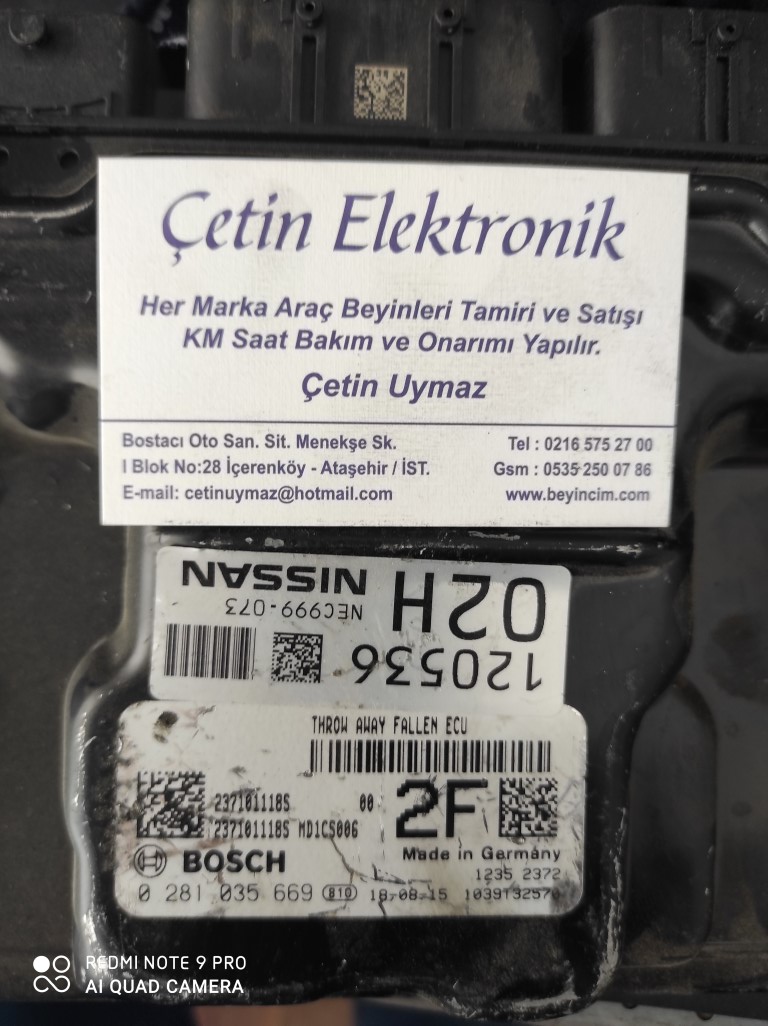 Çetin Elektronik
Her Marka Araç Beyinleri Tamiri ve Satışı
KM Saat Bakım ve Onarımı Yapılır.
Çetin Uymaz
Bostacı Oto San. Sit. Menekşe Sk.
I Blok No:28 İçerenköy - Ataşehir / İST.
E-mail: cetinuymaz@hotmail.com
Tel : 0216 575 27 00
Gsm : 0535 250 07 86
www.beyincim.com
NISSAN
NEC999-073
02H
120536
THROW AWAY FALLEN ECU
237101118S 00
237101118S MD1CS006
2F
BOSCH
Made in Germany
1235 2372
0 281 035 669 B10 18-08-15 1039132570
REDMI NOTE 9 PRO
AI QUAD CAMERA